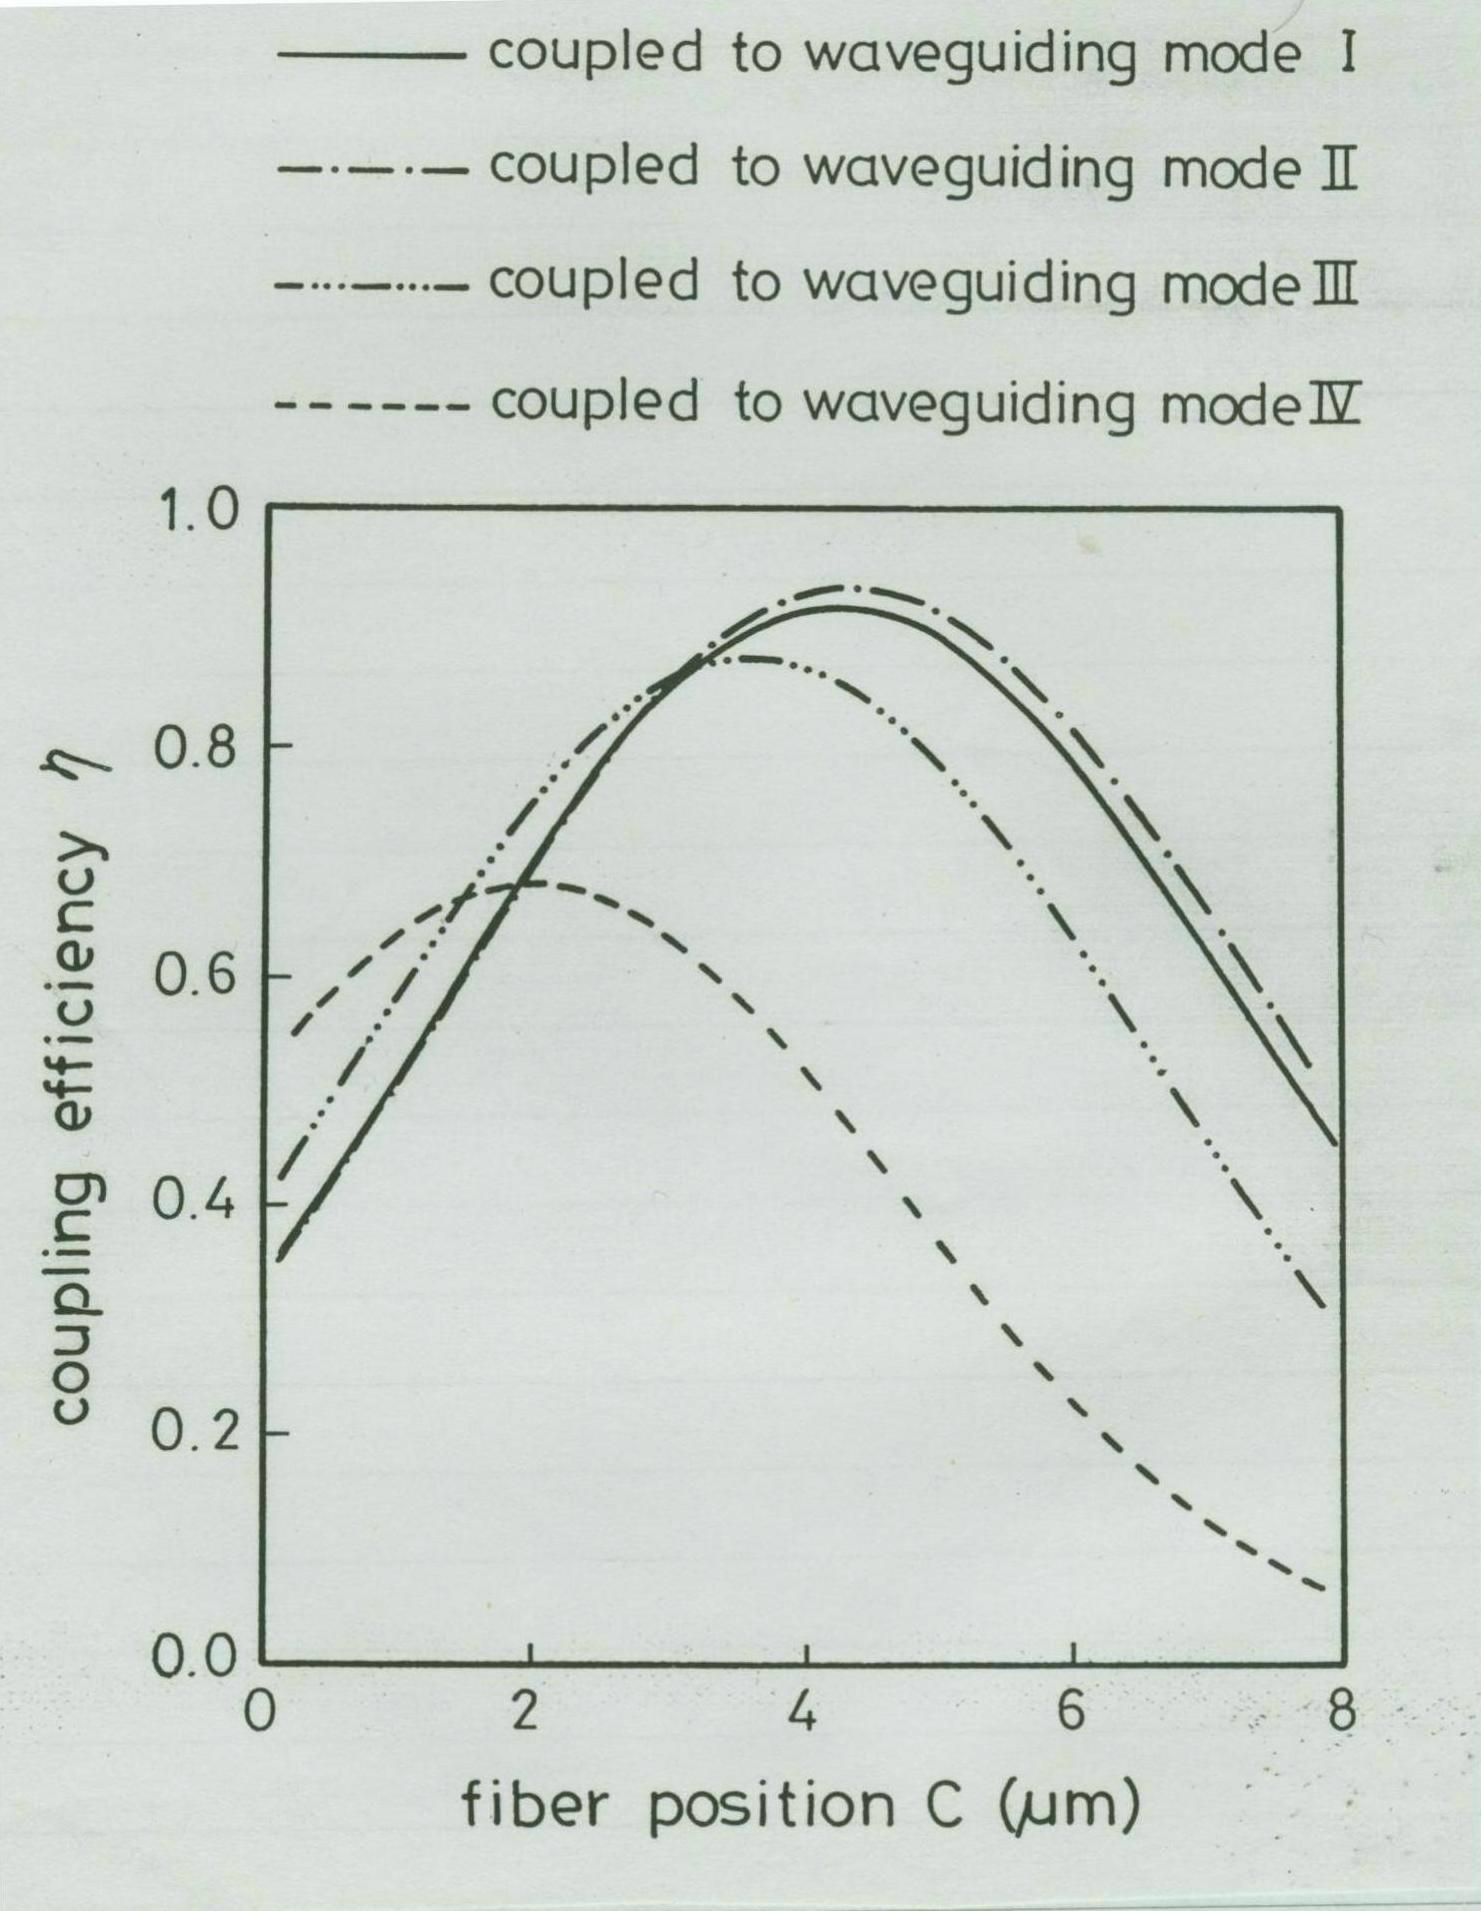 coupled to waveguiding mode I
coupled to waveguiding mode II
coupled to waveguiding mode III
coupled to waveguiding mode IV
1.0
0.8
0.6
0.4
0.2
0.0
coupling efficiency η
0 2 4 6 8
fiber position C (μm)